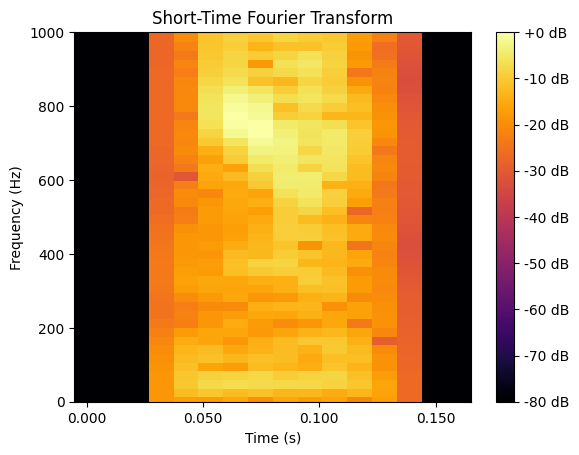 Short-Time Fourier Transform
1000
800
600
400
200
0
Frequency (Hz)
0.000
0.050
0.100
0.150
Time (s)
+0 dB
-10 dB
-20 dB
-30 dB
-40 dB
-50 dB
-60 dB
-70 dB
-80 dB